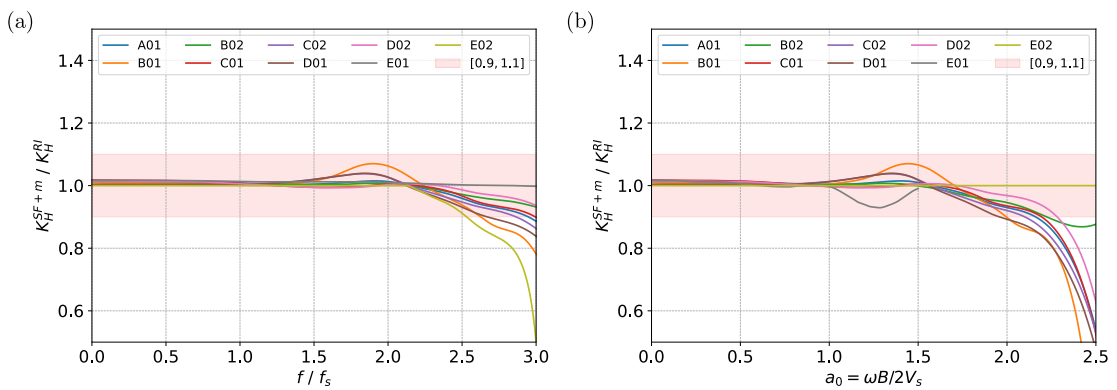 (a)
A01 B02 C02 D02 E02
B01 C01 D01 E01 [0.9, 1.1]
1.4
1.2
1.0
0.8
0.6
K_H^{SF+m} / K_H^{RI}
0.0 0.5 1.0 1.5 2.0 2.5 3.0
f / f_s
(b)
A01 B02 C02 D02 E02
B01 C01 D01 E01 [0.9, 1.1]
1.4
1.2
1.0
0.8
0.6
K_H^{SF+m} / K_H^{RI}
0.0 0.5 1.0 1.5 2.0 2.5
a_0 = ωB/2V_s